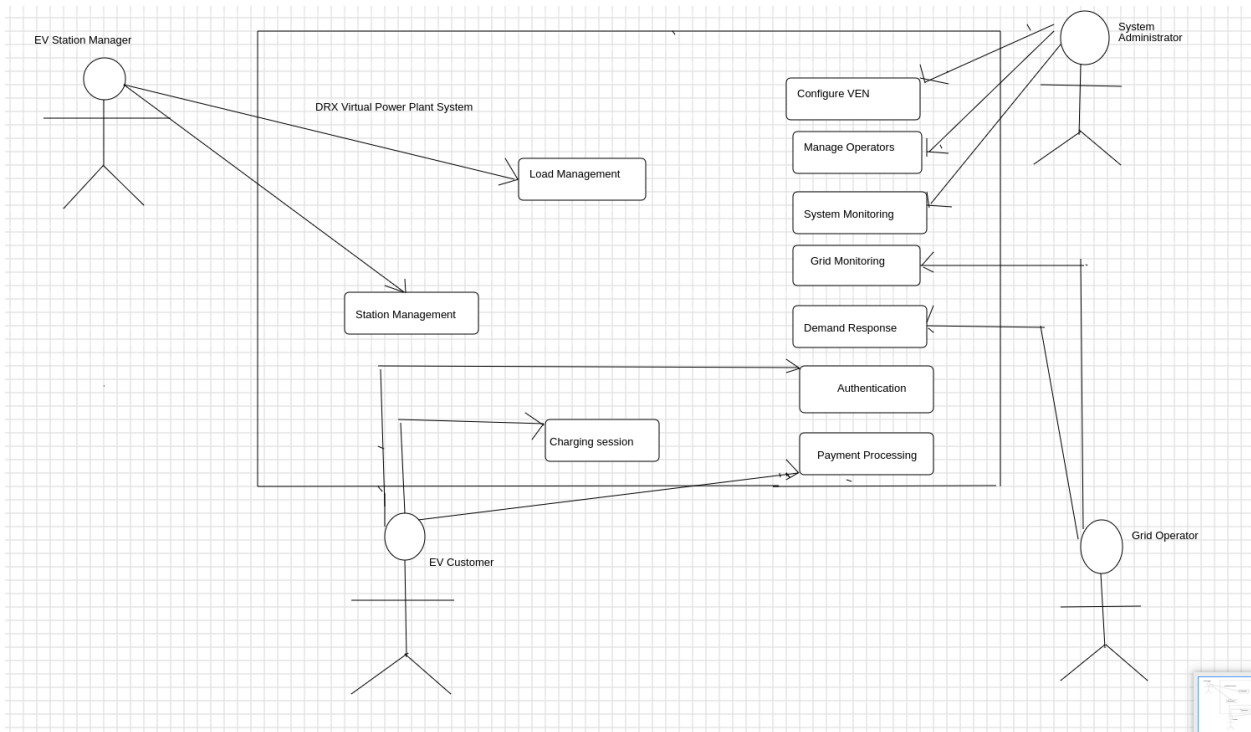 EV Station Manager
System
Administrator
DRX Virtual Power Plant System
Configure VEN
Manage Operators
Load Management
System Monitoring
Grid Monitoring
Station Management
Demand Response
Authentication
Charging session
Payment Processing
EV Customer
Grid Operator